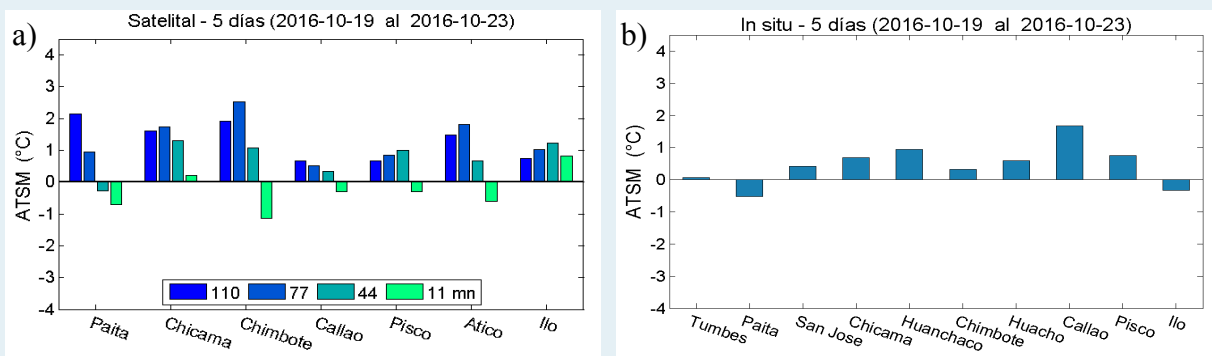 a)
Satelital - 5 días (2016-10-19 al 2016-10-23)
ATSM (°C)
4
3
2
1
0
-1
-2
-3
-4
110 77 44 11 mn
Paita Chicama Chimbote Callao Pisco Atico Ilo
b)
In situ - 5 días (2016-10-19 al 2016-10-23)
ATSM (°C)
4
3
2
1
0
-1
-2
-3
-4
Tumbes Paita San Jose Chicama Huanchaco Chimbote Huacho Callao Pisco Ilo